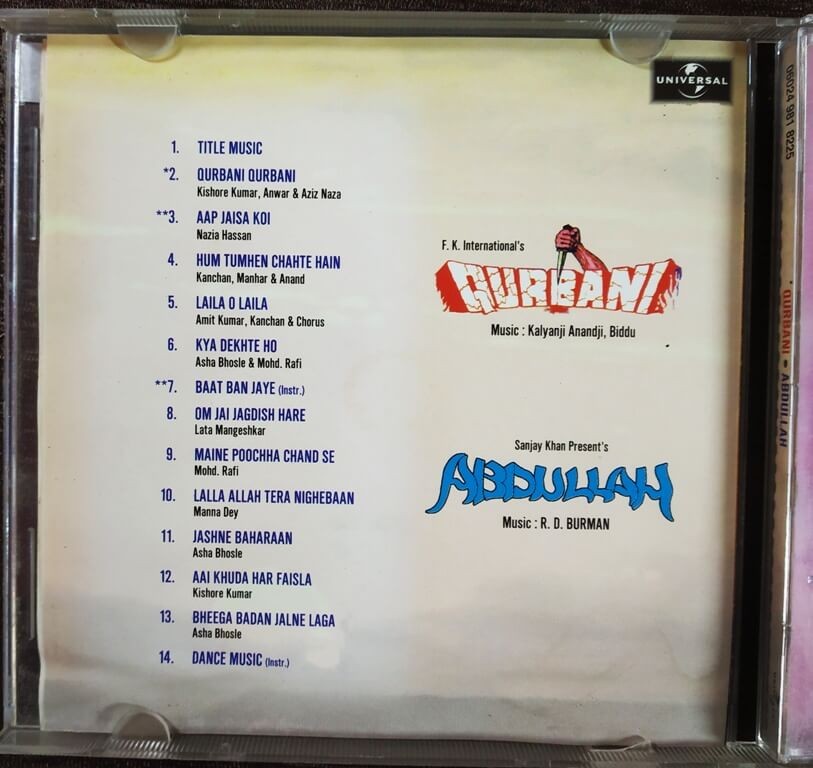 UNIVERSAL
1. TITLE MUSIC
*2. QURBANI QURBANI
Kishore Kumar, Anwar & Aziz Naza
**3. AAP JAISA KOI
Nazia Hassan
4. HUM TUMHEN CHAHTE HAIN
Kanchan, Manhar & Anand
5. LAILA O LAILA
Amit Kumar, Kanchan & Chorus
6. KYA DEKHTE HO
Asha Bhosle & Mohd. Rafi
**7. BAAT BAN JAYE (Instr.)
8. OM JAI JAGDISH HARE
Lata Mangeshkar
9. MAINE POOCHHA CHAND SE
Mohd. Rafi
10. LALLA ALLAH TERA NIGHEBAAN
Manna Dey
11. JASHNE BAHARAAN
Asha Bhosle
12. AAI KHUDA HAR FAISLA
Kishore Kumar
13. BHEEGA BADAN JALNE LAGA
Asha Bhosle
14. DANCE MUSIC (Instr.)
F. K. International's
QURBANI
Music : Kalyanji Anandji, Biddu
Sanjay Khan Present's
ABDULLAH
Music : R. D. BURMAN
06024 981 8225
* QURBANI • ABDULLAH